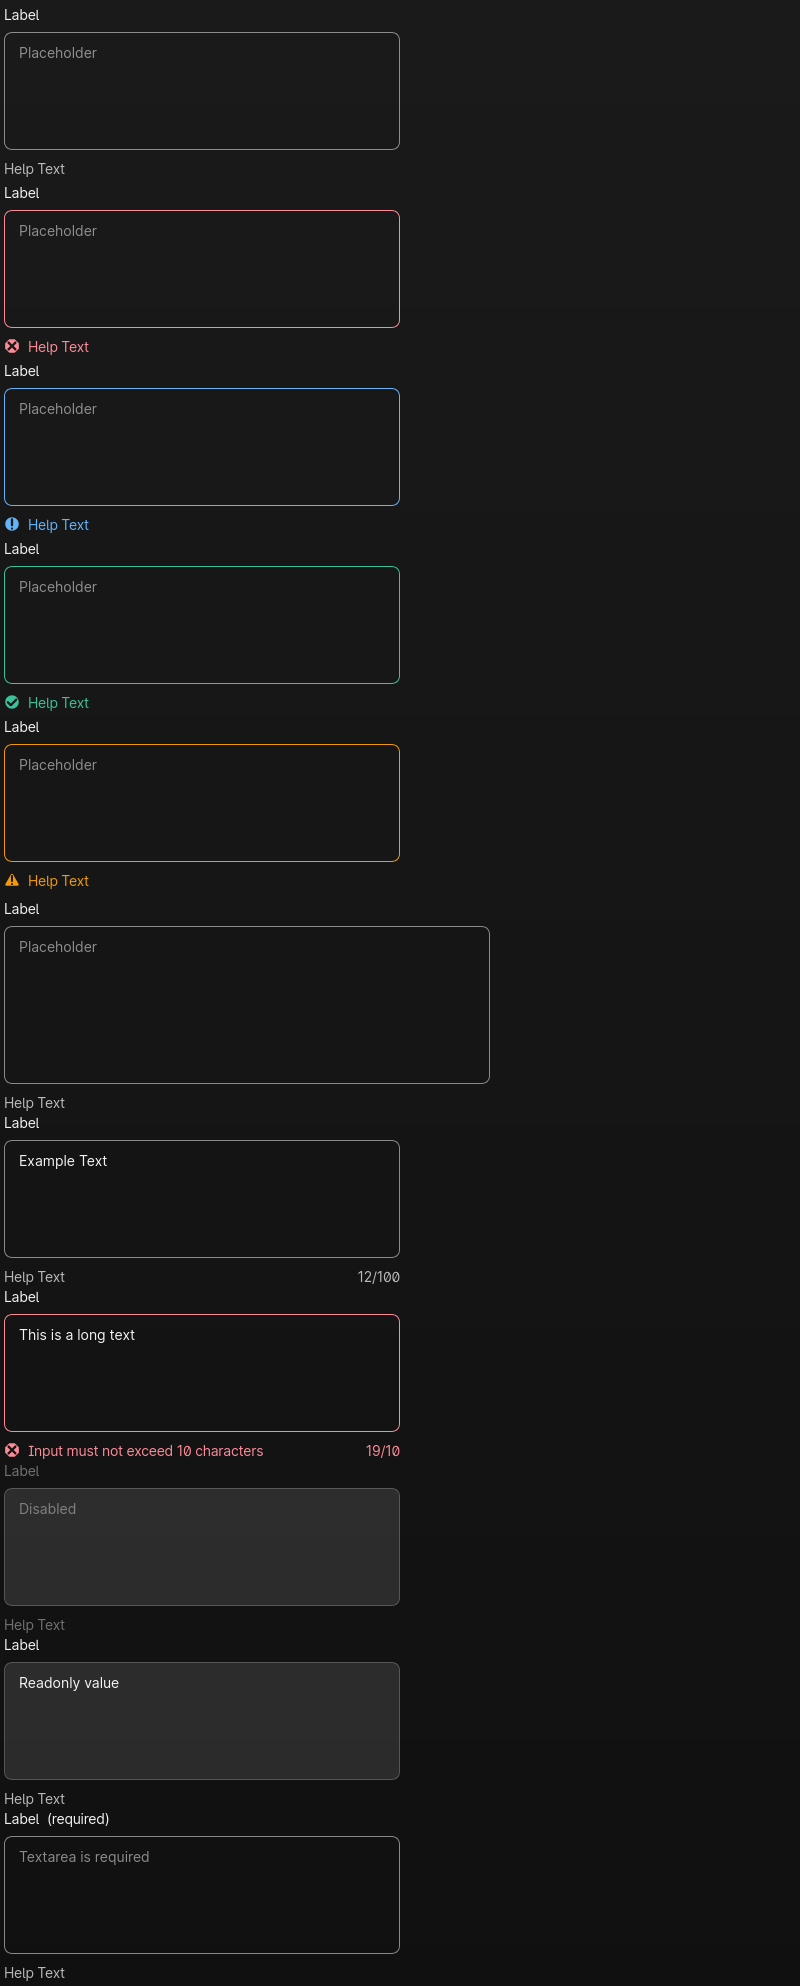 Label
Placeholder
Help Text
Label
Placeholder
Help Text
Label
Placeholder
Help Text
Label
Placeholder
Help Text
Label
Placeholder
Help Text
Label
Placeholder
Help Text
Label
Example Text
Help Text 12/100
Label
This is a long text
Input must not exceed 10 characters 19/10
Label
Disabled
Help Text
Label
Readonly value
Help Text
Label (required)
Textarea is required
Help Text